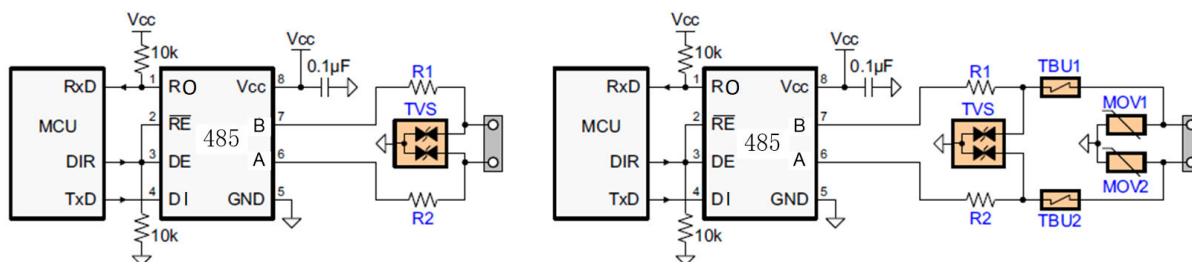 Vcc
10k
Vcc
0.1µF
RxD
1
RO
Vcc
8
R1
TVS
MCU
2
RE
485
B
7
DIR
3
DE
A
6
TxD
4
DI
GND
5
R2
10k
Vcc
10k
Vcc
0.1µF
RxD
1
RO
Vcc
8
R1
TBU1
TVS
MOV1
MCU
2
RE
485
B
7
DIR
3
DE
A
6
MOV2
TxD
4
DI
GND
5
R2
TBU2
10k